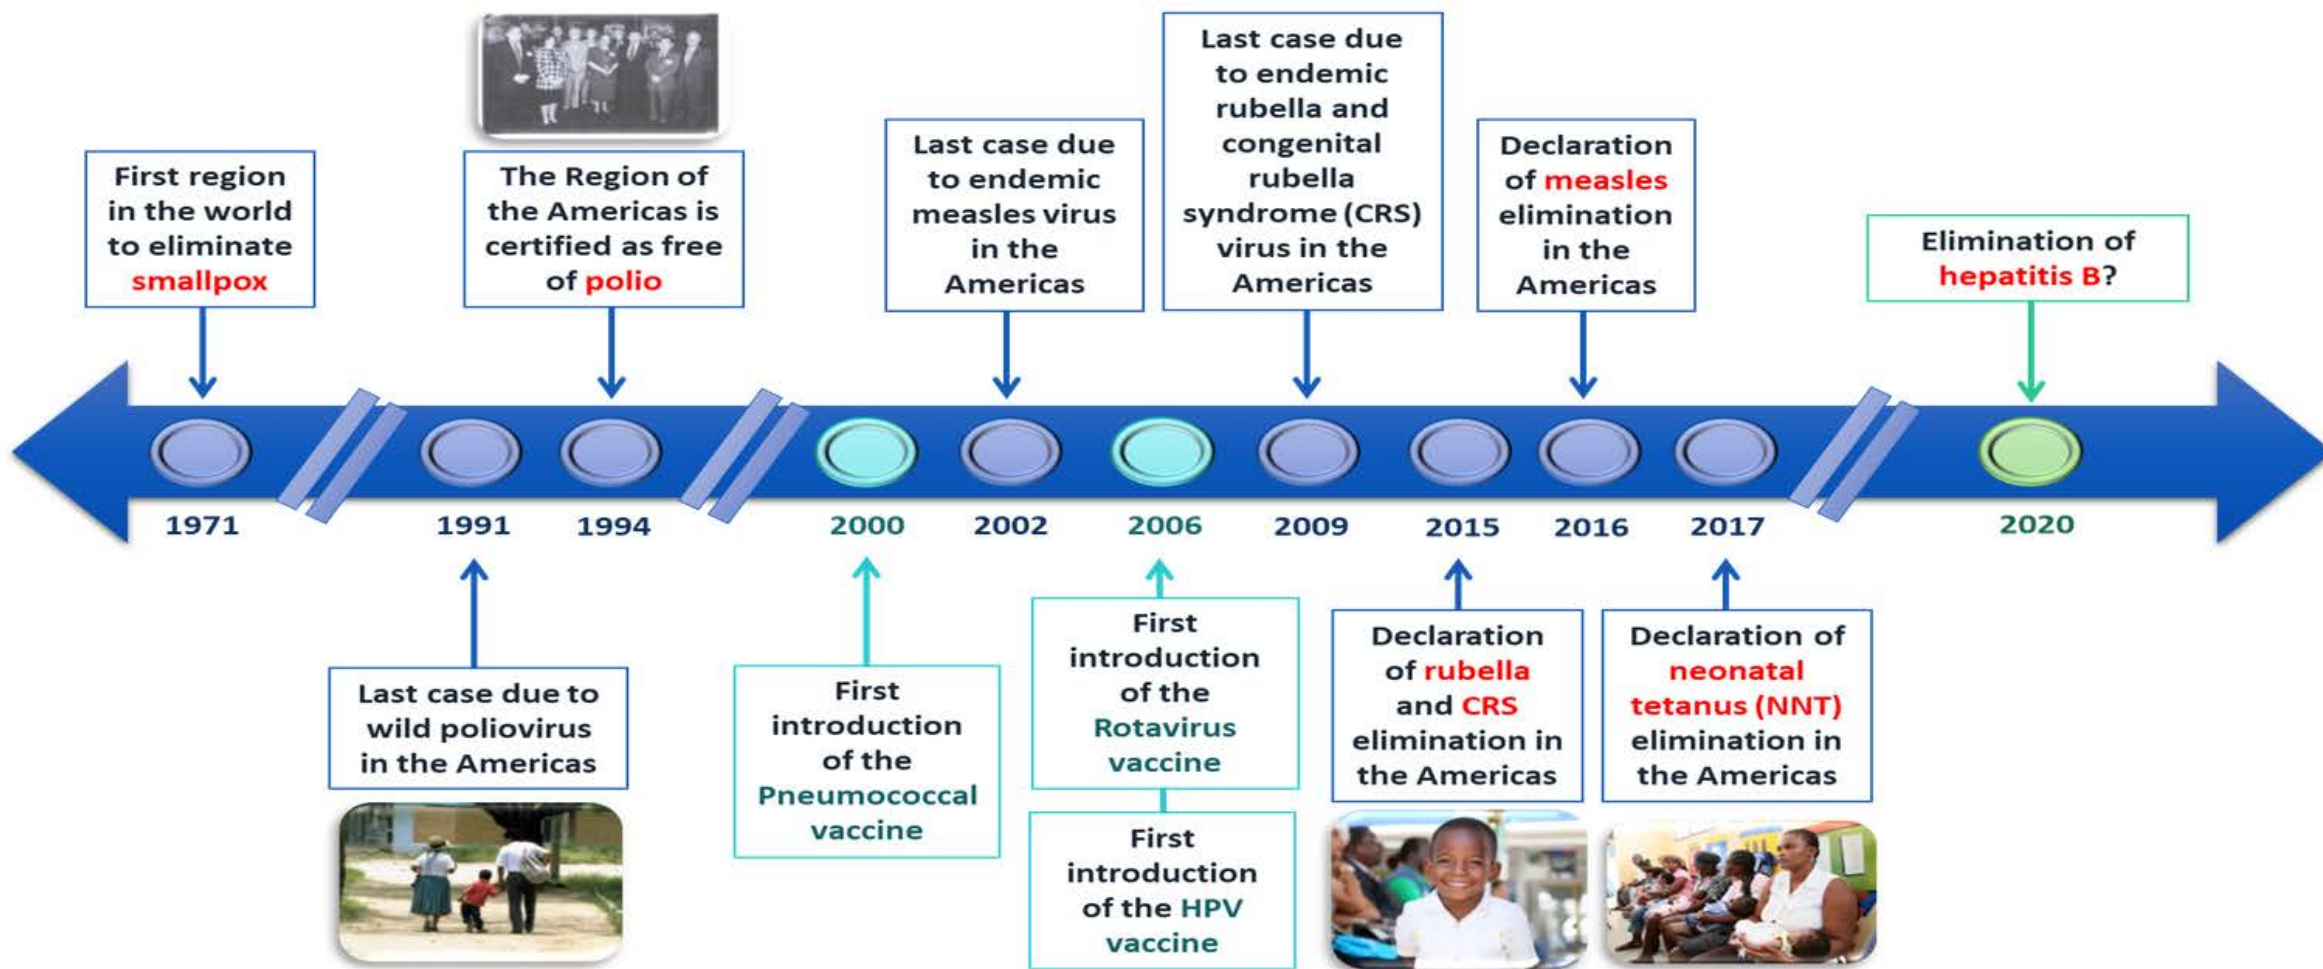 First region
in the world
to eliminate
smallpox
The Region of
the Americas is
certified as free
of polio
Last case due
to endemic
measles virus
in the
Americas
Last case due
to endemic
rubella and
congenital
rubella
syndrome (CRS)
virus in the
Americas
Declaration
of measles
elimination
in the
Americas
Elimination of
hepatitis B?
1971
1991
1994
2000
2002
2006
2009
2015
2016
2017
2020
Last case due to
wild poliovirus
in the Americas
First
introduction
of the
Pneumococcal
vaccine
First
introduction
of the
Rotavirus
vaccine
First
introduction
of the HPV
vaccine
Declaration
of rubella
and CRS
elimination in
the Americas
Declaration of
neonatal
tetanus (NNT)
elimination in
the Americas